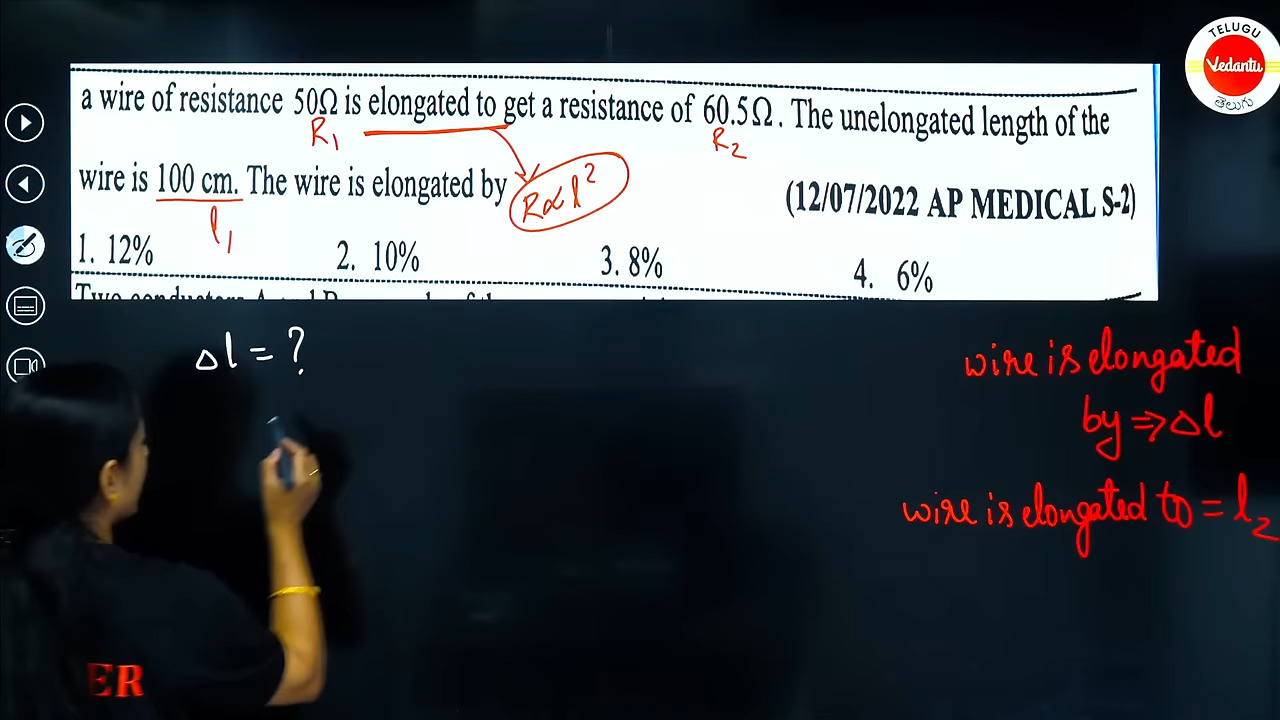 TELUGU
Vedantu
తెలుగు
a wire of resistance 50Ω is elongated to get a resistance of 60.5Ω. The unelongated length of the
R₁
R₂
wire is 100 cm. The wire is elongated by
R∝l²
(12/07/2022 AP MEDICAL S-2)
l₁
1. 12% 2. 10% 3. 8% 4. 6%
Δl = ?
wire is elongated
by ⇒ Δl
wire is elongated to = l₂
ER